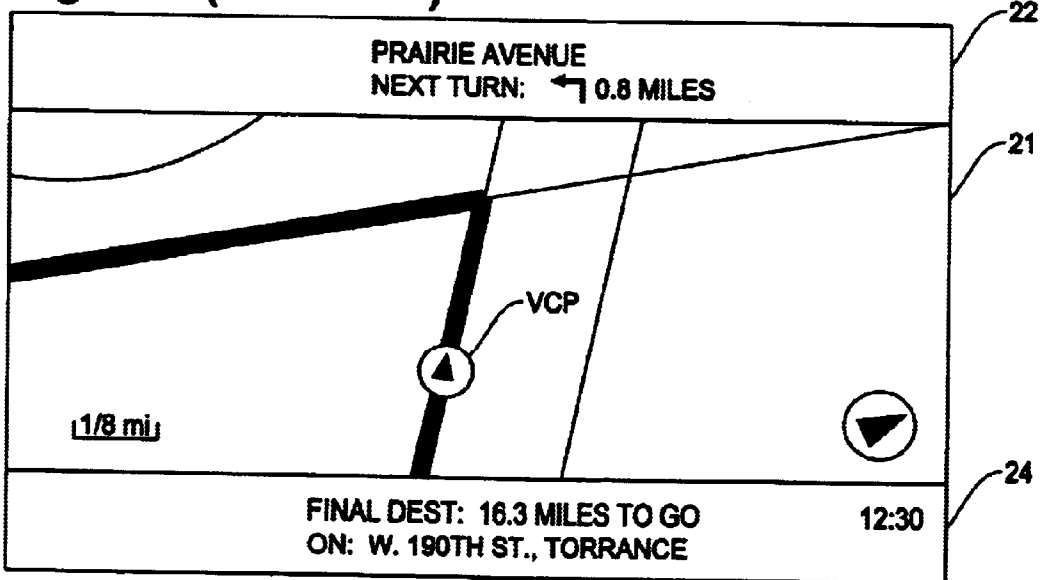 22
PRAIRIE AVENUE
NEXT TURN: 0.8 MILES
21
VCP
1/8 mi
24
FINAL DEST: 16.3 MILES TO GO 12:30
ON: W. 190TH ST., TORRANCE